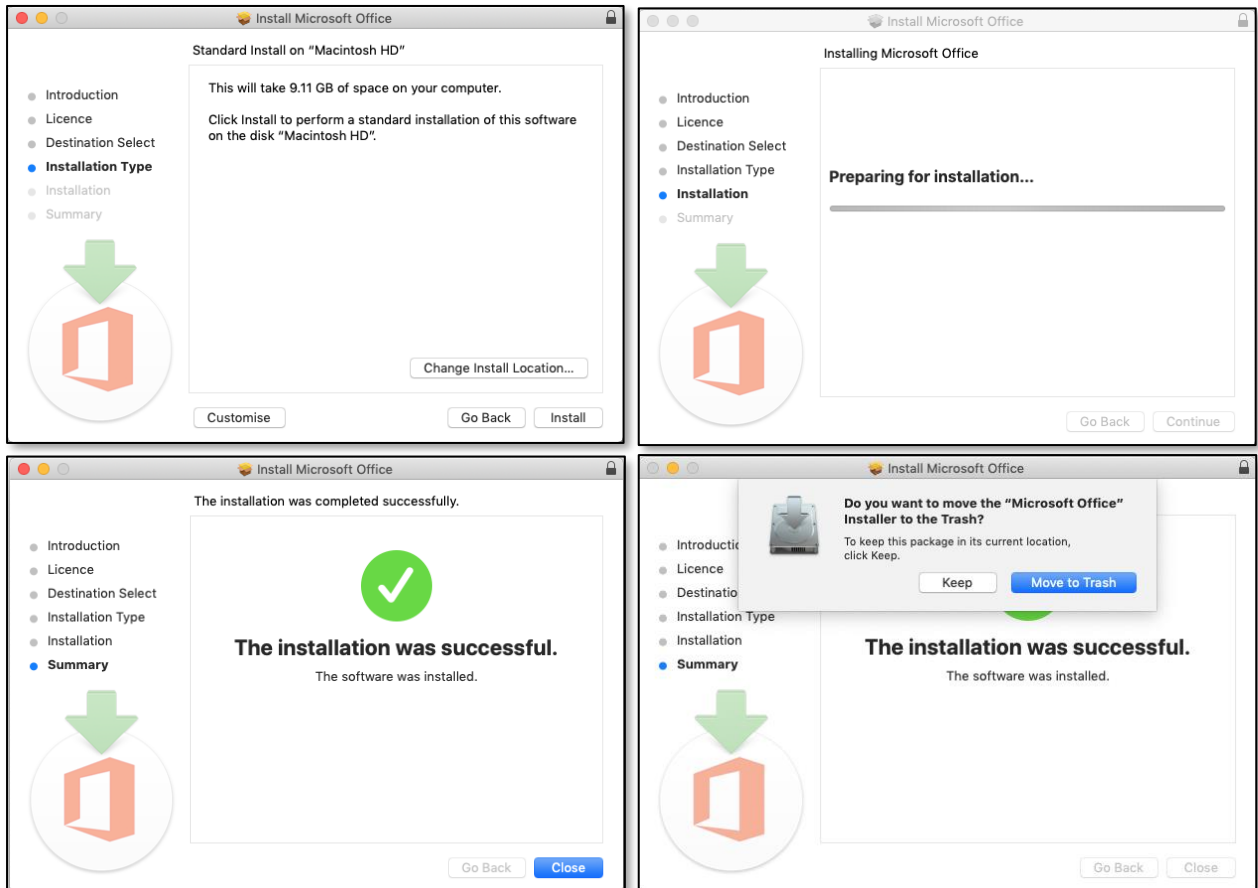 Install Microsoft Office
Standard Install on “Macintosh HD”
Introduction
Licence
Destination Select
Installation Type
Installation
Summary
This will take 9.11 GB of space on your computer.
Click Install to perform a standard installation of this software
on the disk “Macintosh HD”.
Change Install Location...
Customise
Go Back
Install
Install Microsoft Office
Installing Microsoft Office
Introduction
Licence
Destination Select
Installation Type
Installation
Summary
Preparing for installation...
Go Back
Continue
Install Microsoft Office
The installation was completed successfully.
Introduction
Licence
Destination Select
Installation Type
Installation
Summary
The installation was successful.
The software was installed.
Go Back
Close
Install Microsoft Office
Do you want to move the “Microsoft Office”
Installer to the Trash?
To keep this package in its current location,
click Keep.
Keep
Move to Trash
Introductic
Licence
Destinatio
Installation Type
Installation
Summary
The installation was successful.
The software was installed.
Go Back
Close